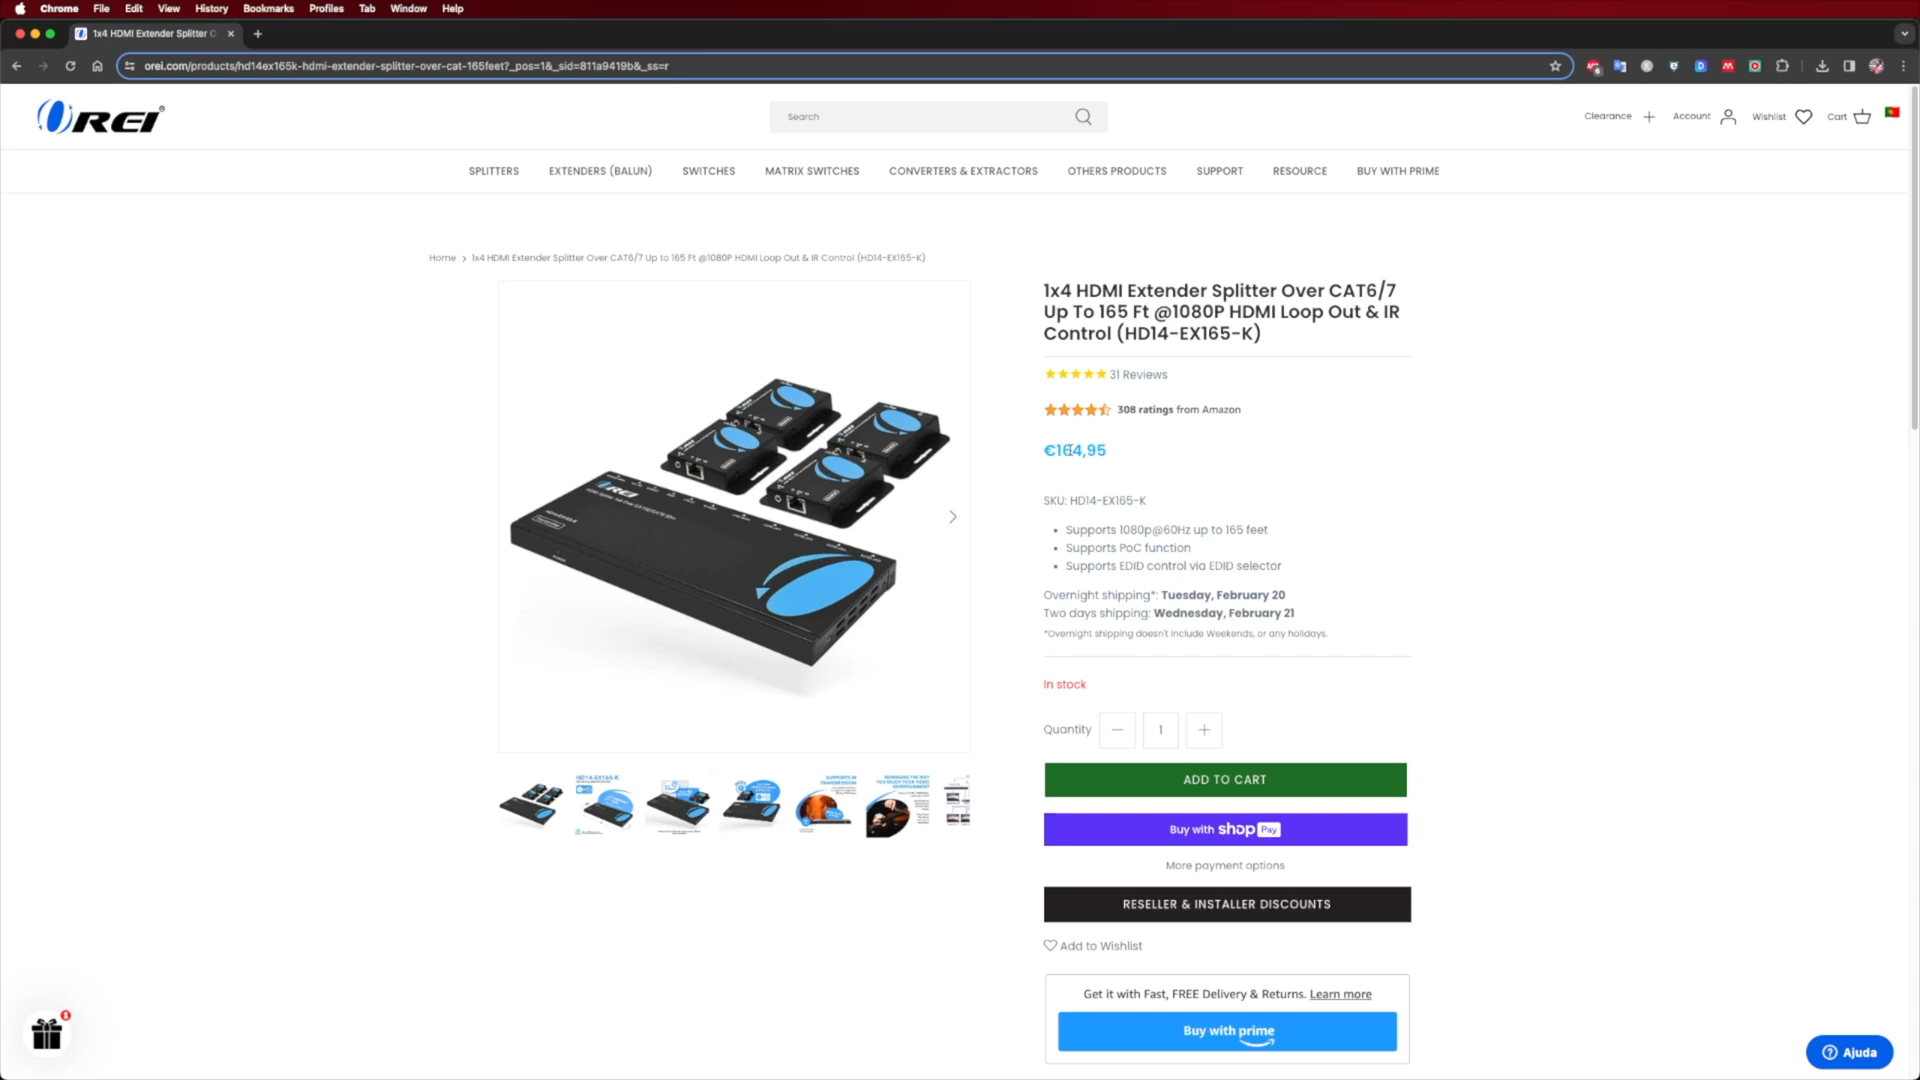 Chrome File Edit View History Bookmarks Profiles Tab Window Help
1x4 HDMI Extender Splitter O
orei.com/products/hd14ex165k-hdmi-extender-splitter-over-cat-165feet?_pos=1&_sid=811a9419b&_ss=r
OREI®
Search
Clearance Account Wishlist Cart
SPLITTERS EXTENDERS (BALUN) SWITCHES MATRIX SWITCHES CONVERTERS & EXTRACTORS OTHERS PRODUCTS SUPPORT RESOURCE BUY WITH PRIME
Home > 1x4 HDMI Extender Splitter Over CAT6/7 Up to 165 Ft @1080P HDMI Loop Out & IR Control (HD14-EX165-K)
1x4 HDMI Extender Splitter Over CAT6/7
Up To 165 Ft @1080P HDMI Loop Out & IR
Control (HD14-EX165-K)
31 Reviews
308 ratings from Amazon
€164,95
SKU: HD14-EX165-K
• Supports 1080p@60Hz up to 165 feet
• Supports PoC function
• Supports EDID control via EDID selector
Overnight shipping*: Tuesday, February 20
Two days shipping: Wednesday, February 21
*Overnight shipping doesn't include Weekends, or any holidays.
In stock
Quantity 1
ADD TO CART
Buy with shop Pay
More payment options
RESELLER & INSTALLER DISCOUNTS
Add to Wishlist
Get it with Fast, FREE Delivery & Returns. Learn more
Buy with prime
OREI
HD14-EX165-K
1
Ajuda